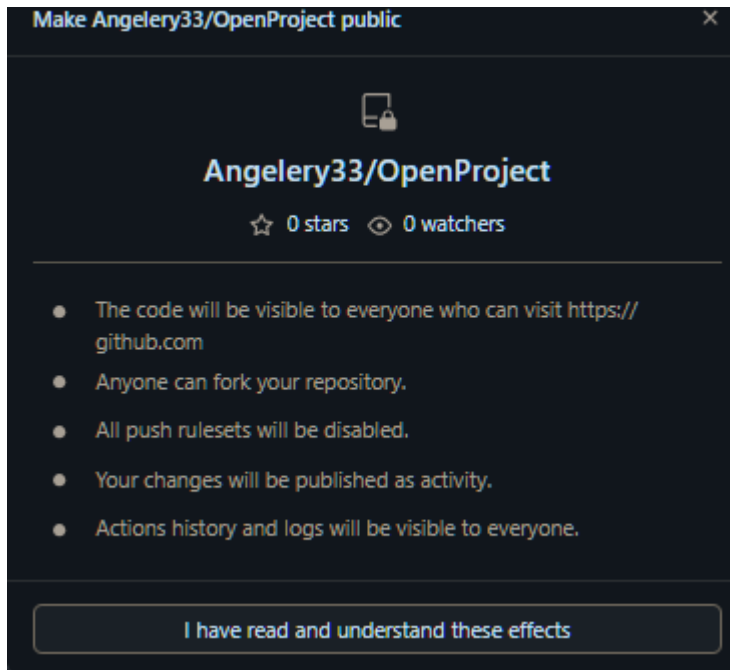 Make Angelery33/OpenProject public
Angelery33/OpenProject
0 stars 0 watchers
The code will be visible to everyone who can visit https://
github.com
Anyone can fork your repository.
All push rulesets will be disabled.
Your changes will be published as activity.
Actions history and logs will be visible to everyone.
I have read and understand these effects